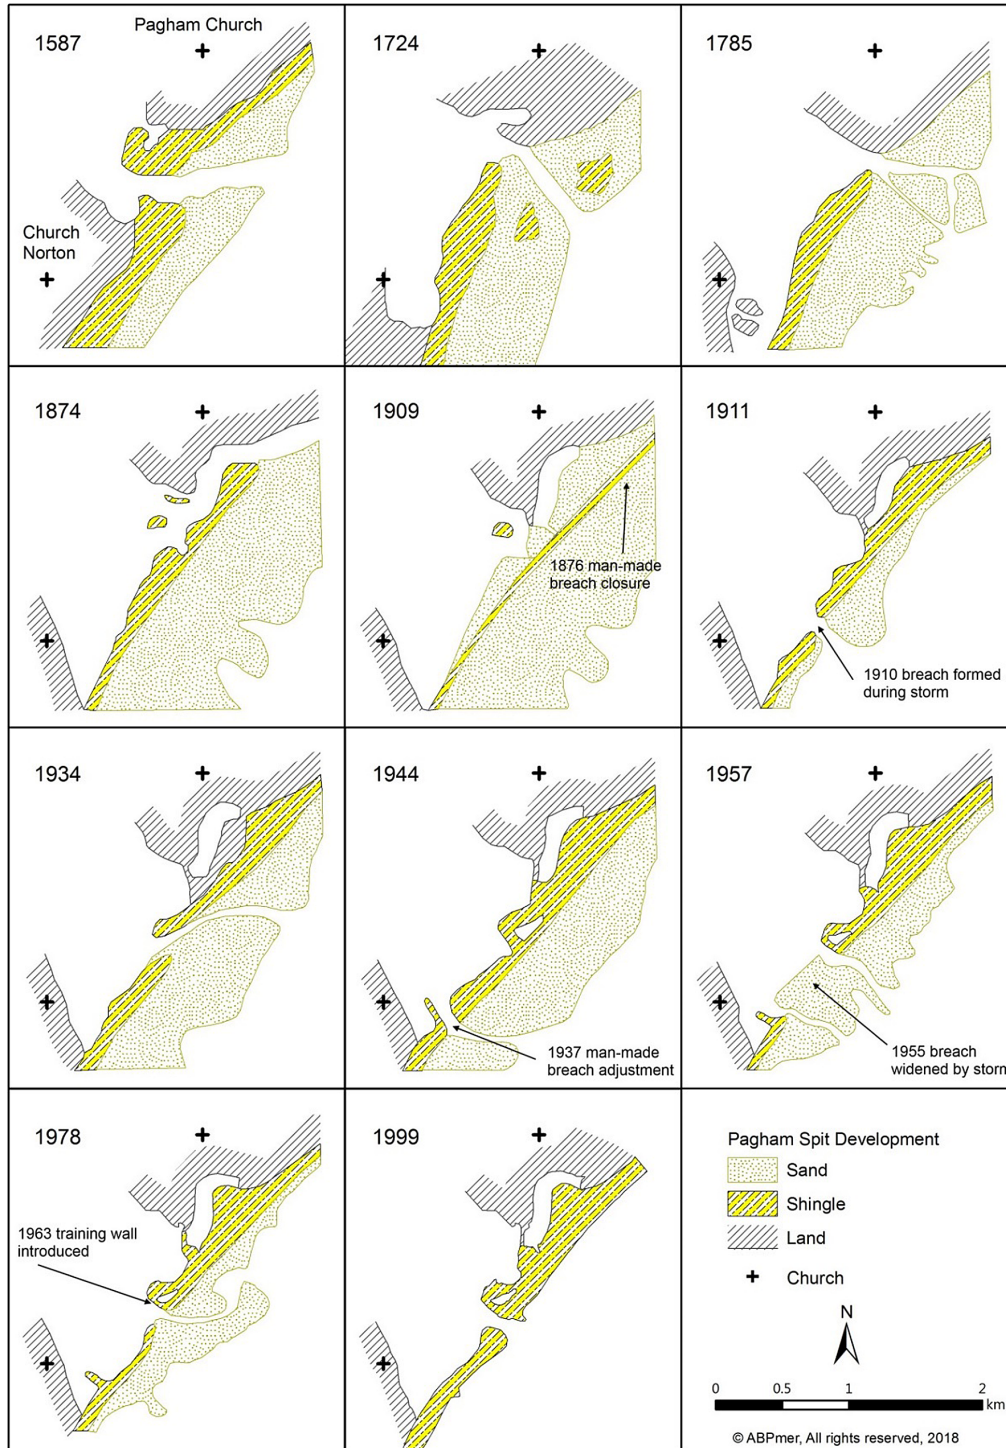 1587
Pagham Church
Church
Norton
1724
1785
1874
1909
1876 man-made
breach closure
1911
1910 breach formed
during storm
1934
1944
1937 man-made
breach adjustment
1957
1955 breach
widened by storm
1978
1963 training wall
introduced
1999
Pagham Spit Development
Sand
Shingle
Land
Church
N
0 0.5 1 2
km
© ABPmer, All rights reserved, 2018